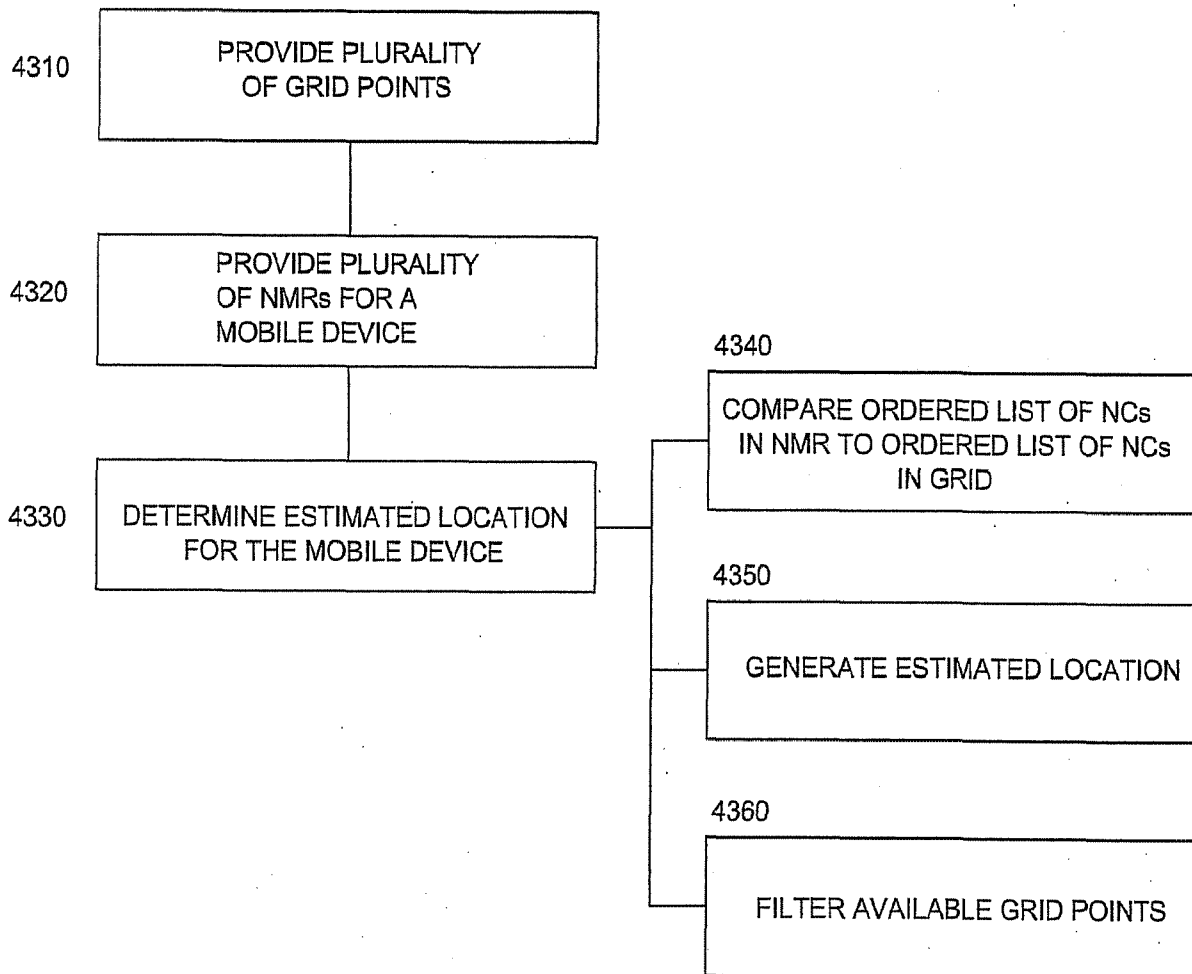 4310
PROVIDE PLURALITY
OF GRID POINTS
4320
PROVIDE PLURALITY
OF NMRs FOR A
MOBILE DEVICE
4330
DETERMINE ESTIMATED LOCATION
FOR THE MOBILE DEVICE
4340
COMPARE ORDERED LIST OF NCs
IN NMR TO ORDERED LIST OF NCs
IN GRID
4350
GENERATE ESTIMATED LOCATION
4360
FILTER AVAILABLE GRID POINTS